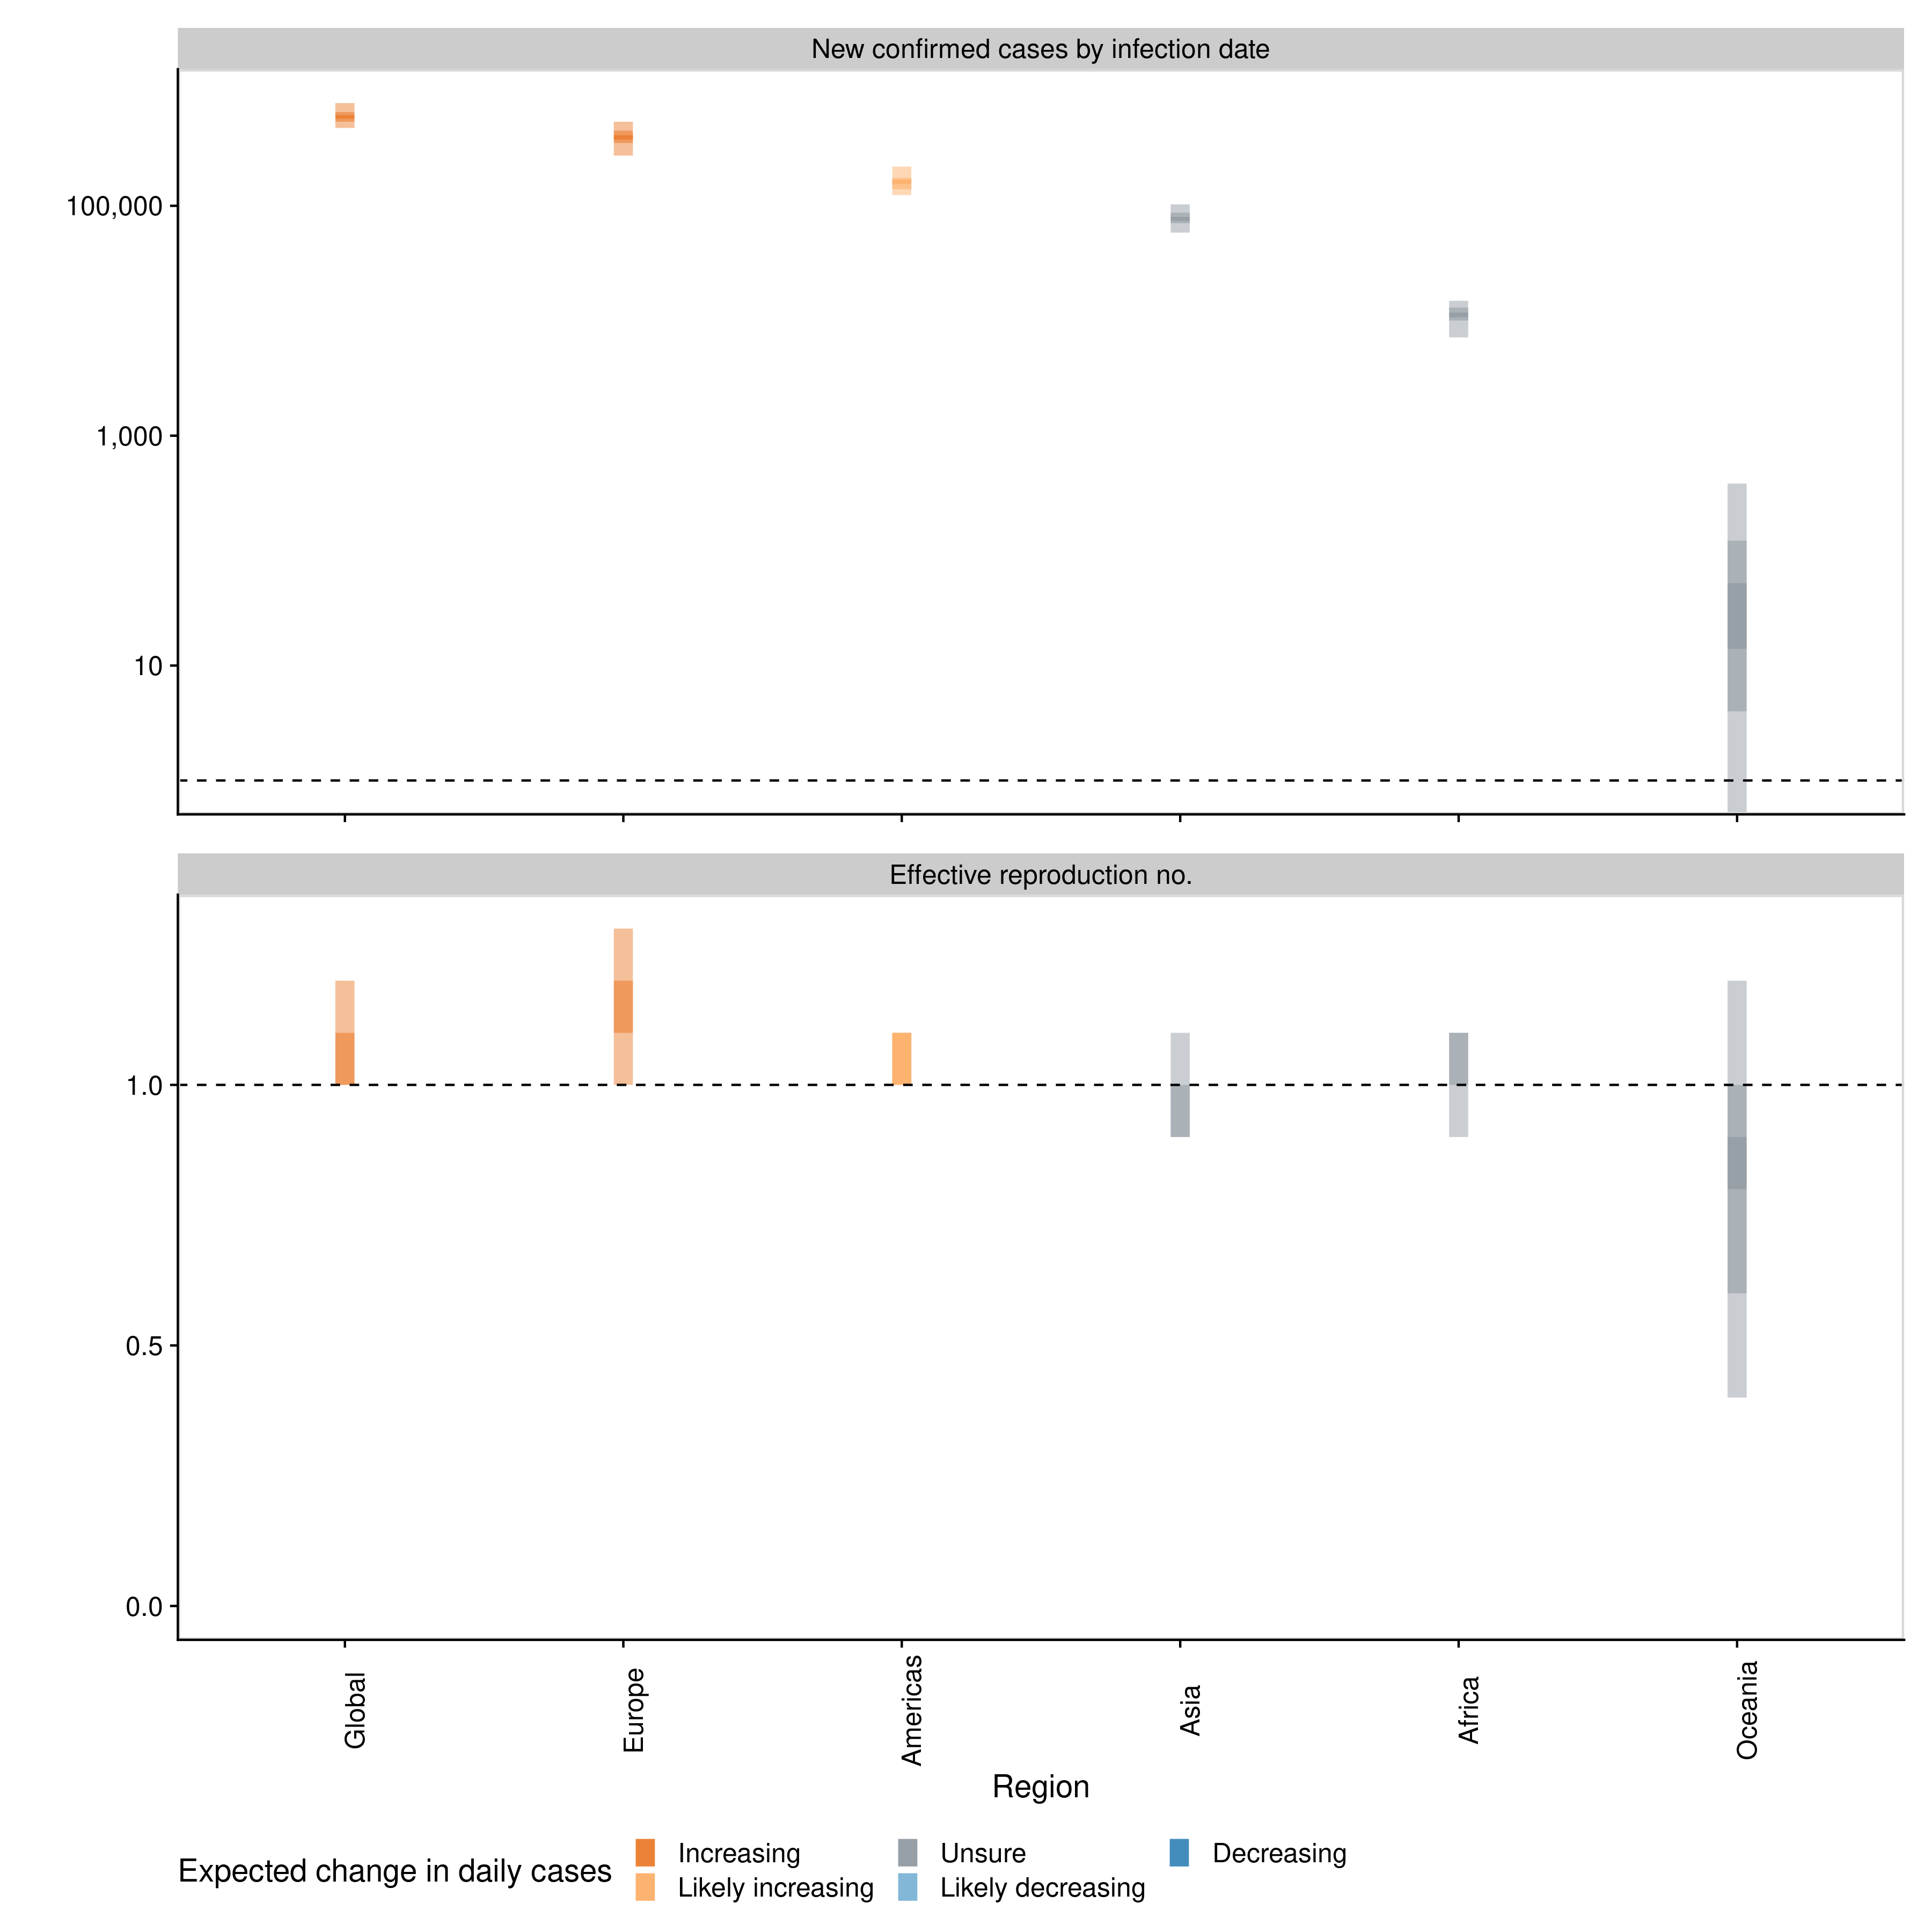 New confirmed cases by infection date
100,000
1,000
10
Effective reproduction no.
1.0
0.5
0.0
Global
Europe
Americas
Asia
Africa
Oceania
Region
Expected change in daily cases
Increasing
Unsure
Decreasing
Likely increasing
Likely decreasing